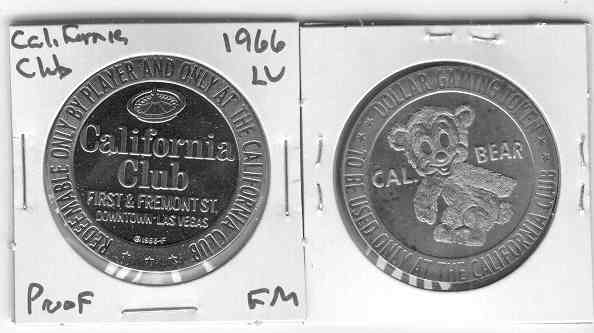 California 1966
Club LV
REDEEMABLE ONLY BY PLAYER AND ONLY AT THE CALIFORNIA CLUB
California
Club
FIRST & FREMONT ST.
DOWNTOWN · LAS VEGAS
Proof FM
DOLLAR GAMING TOKEN
CAL. BEAR
TO BE USED ONLY AT THE CALIFORNIA CLUB